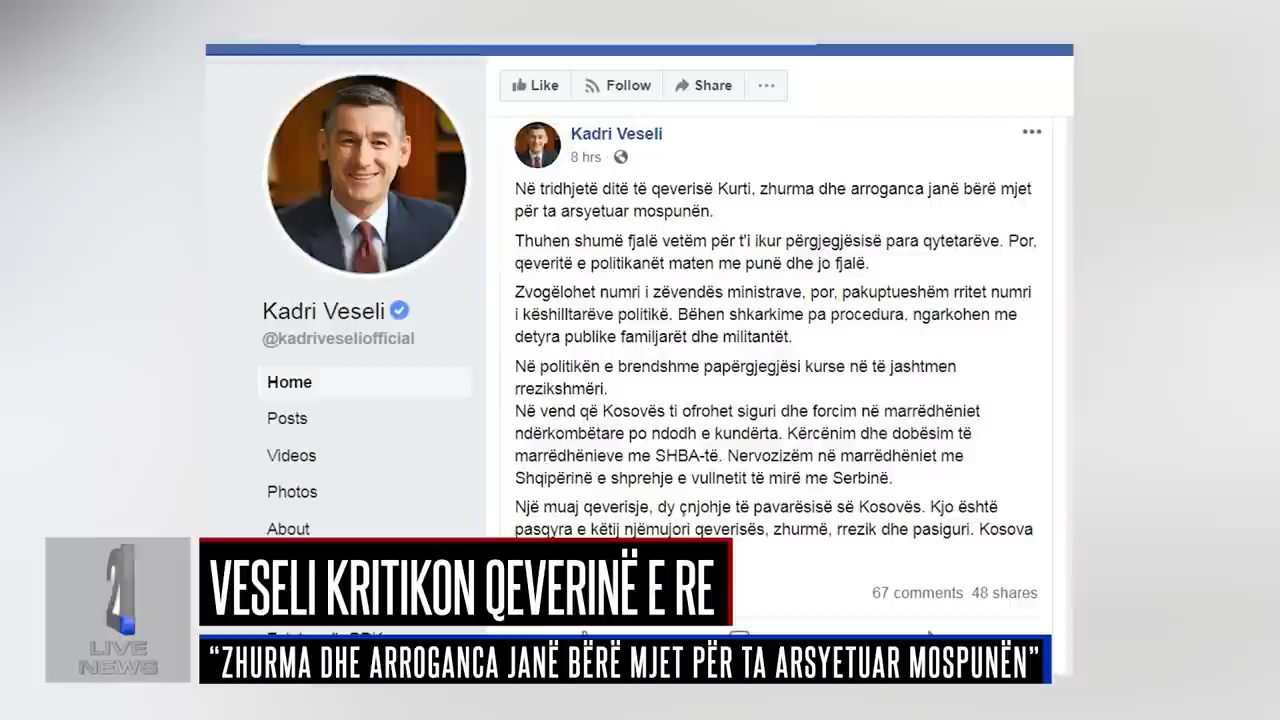 Like Follow Share ...
Kadri Veseli
8 hrs
Në tridhjetë ditë të qeverisë Kurti, zhurma dhe arroganca janë bërë mjet
për ta arsyetuar mospunën.
Thuhen shumë fjalë vetëm për t'i ikur përgjegjësisë para qytetarëve. Por,
qeveritë e politikanët maten me punë dhe jo fjalë.
Zvogëlohet numri i zëvendës ministrave, por, pakuptueshëm rritet numri
i këshilltarëve politikë. Bëhen shkarkime pa procedura, ngarkohen me
detyra publike familjarët dhe militantët.
Në politikën e brendshme papërgjegjësi kurse në të jashtmen
rrezikshmëri.
Në vend që Kosovës ti ofrohet siguri dhe forcim në marrëdhëniet
ndërkombëtare po ndodh e kundërta. Kërcënim dhe dobësim të
marrëdhënieve me SHBA-të. Nervozizëm në marrëdhëniet me
Shqipërinë e shprehje e vullnetit të mirë me Serbinë.
Një muaj qeverisje, dy çnjohje të pavarësisë së Kosovës. Kjo është
pasqyra e këtij njëmujori qeverisës, zhurmë, rrezik dhe pasiguri. Kosova
67 comments 48 shares
Kadri Veseli
@kadriveseliofficial
Home
Posts
Videos
Photos
About
21
LIVE
NEWS
VESELI KRITIKON QEVERINË E RE
“ZHURMA DHE ARROGANCA JANË BËRË MJET PËR TA ARSYETUAR MOSPUNËN”